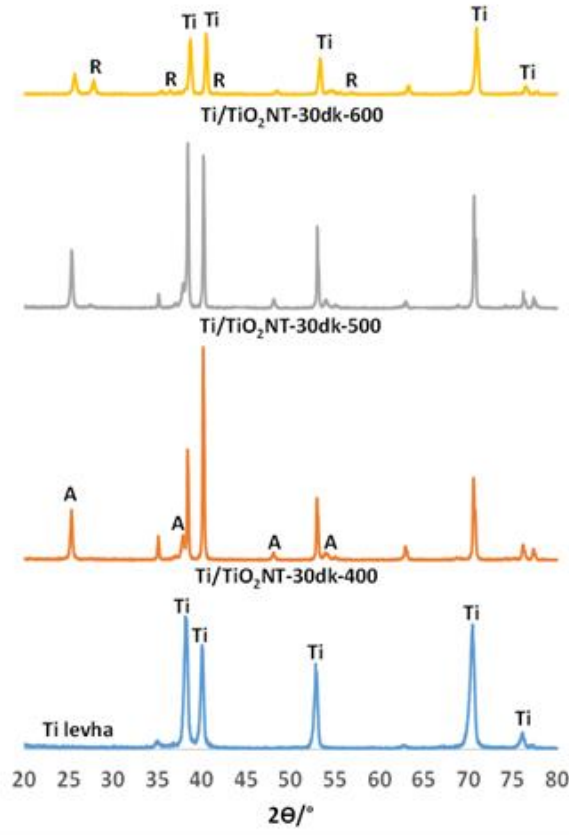 Ti Ti Ti Ti Ti
R R R R
Ti/TiO₂NT-30dk-600
Ti/TiO₂NT-30dk-500
A A A A
Ti/TiO₂NT-30dk-400
Ti Ti Ti Ti Ti
Ti levha
20 25 30 35 40 45 50 55 60 65 70 75 80
2Ɵ/°